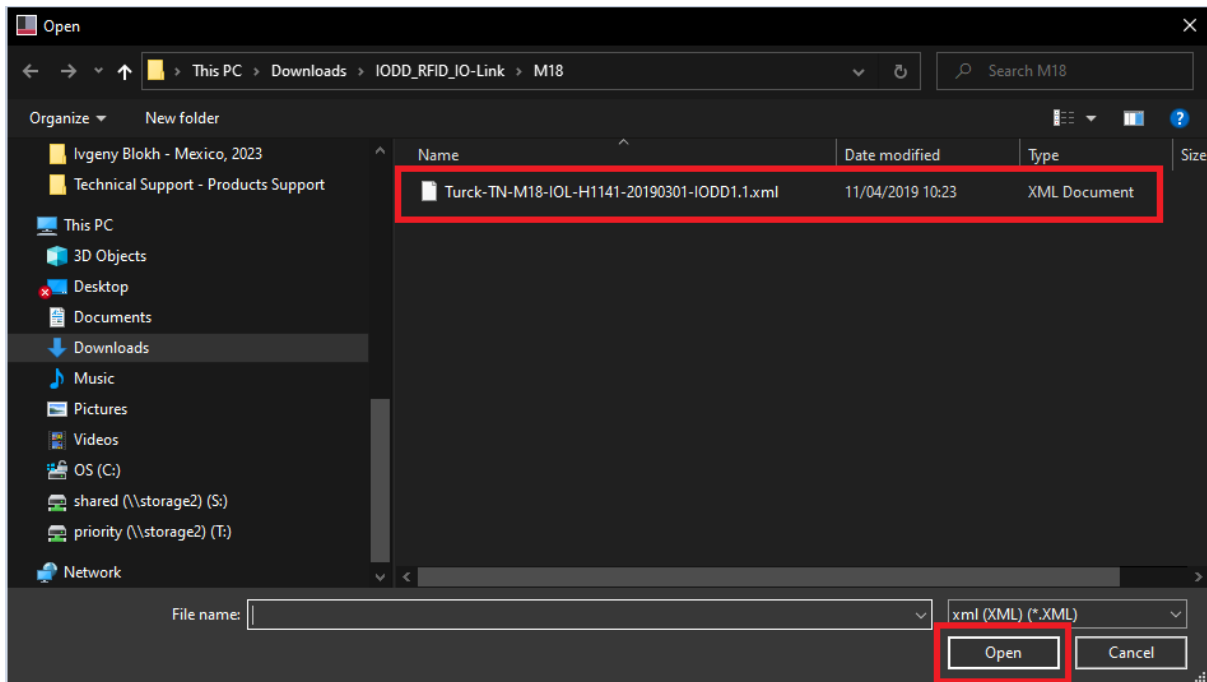 Open
This PC > Downloads > IODD_RFID_IO-Link > M18
Search M18
Organize
New folder
Ivgeny Blokh - Mexico, 2023
Technical Support - Products Support
This PC
3D Objects
Desktop
Documents
Downloads
Music
Pictures
Videos
OS (C:)
shared (\\storage2) (S:)
priority (\\storage2) (T:)
Network
Name Date modified Type Size
Turck-TN-M18-IOL-H1141-20190301-IODD1.1.xml 11/04/2019 10:23 XML Document
File name:
xml (XML) (*.XML)
Open Cancel